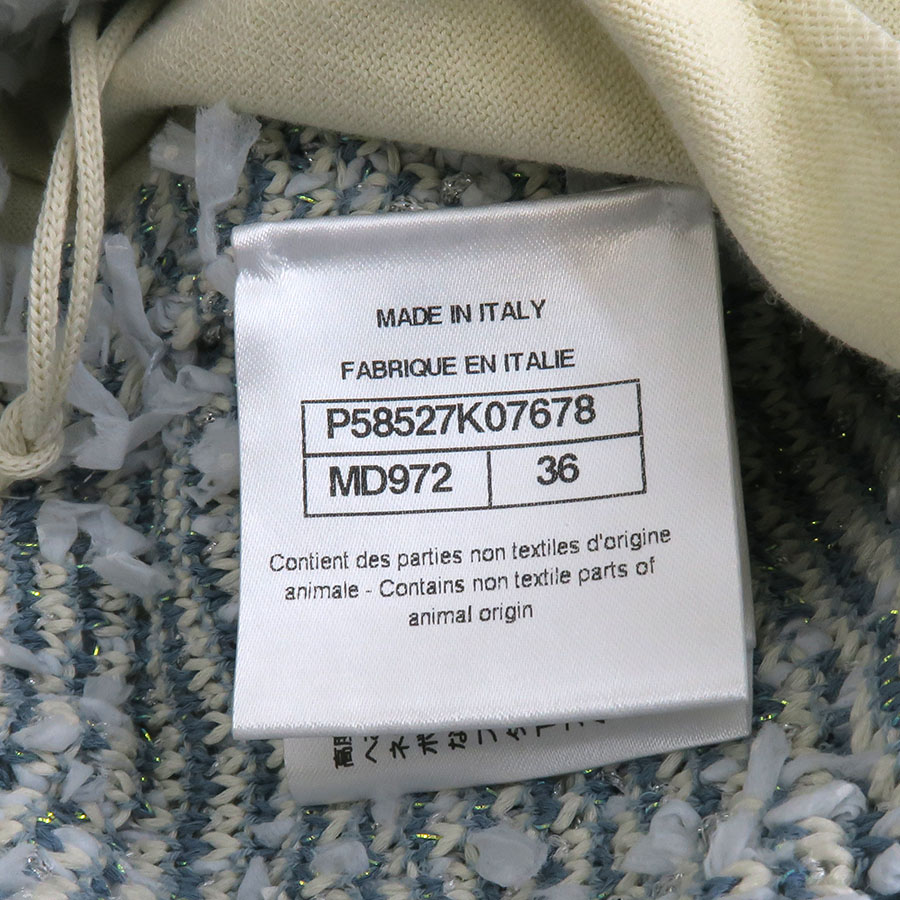 MADE IN ITALY
FABRIQUE EN ITALIE
P58527K07678
MD972 36
Contient des parties non textiles d'origine
animale - Contains non textile parts of
animal origin